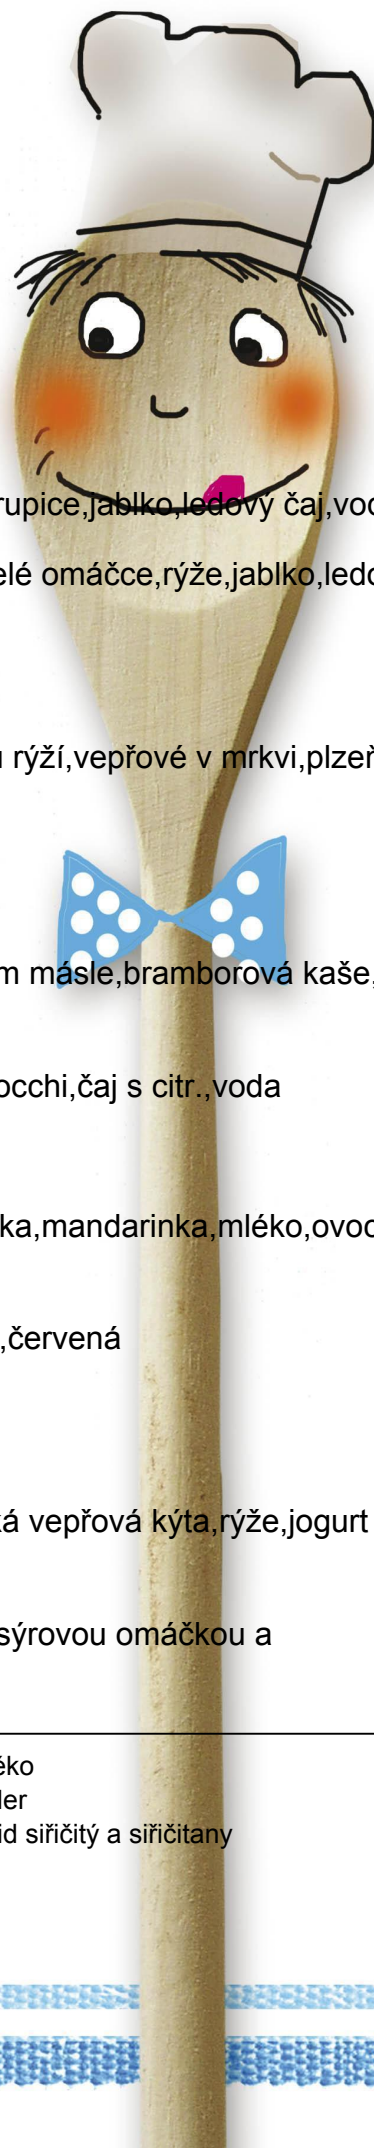 rupice,jablko,ledový čaj,voc
elé omáčce,rýže,jablko,ledo
rýží,vepřové v mrkvi,plzeň
m másle,bramborová kaše,
occhi,čaj s citr.,voda
ka,mandarinka,mléko,ovoc
,červená
ká vepřová kýta,rýže,jogurt
sýrovou omáčkou a
éko
ler
id siřičitý a siřičitany